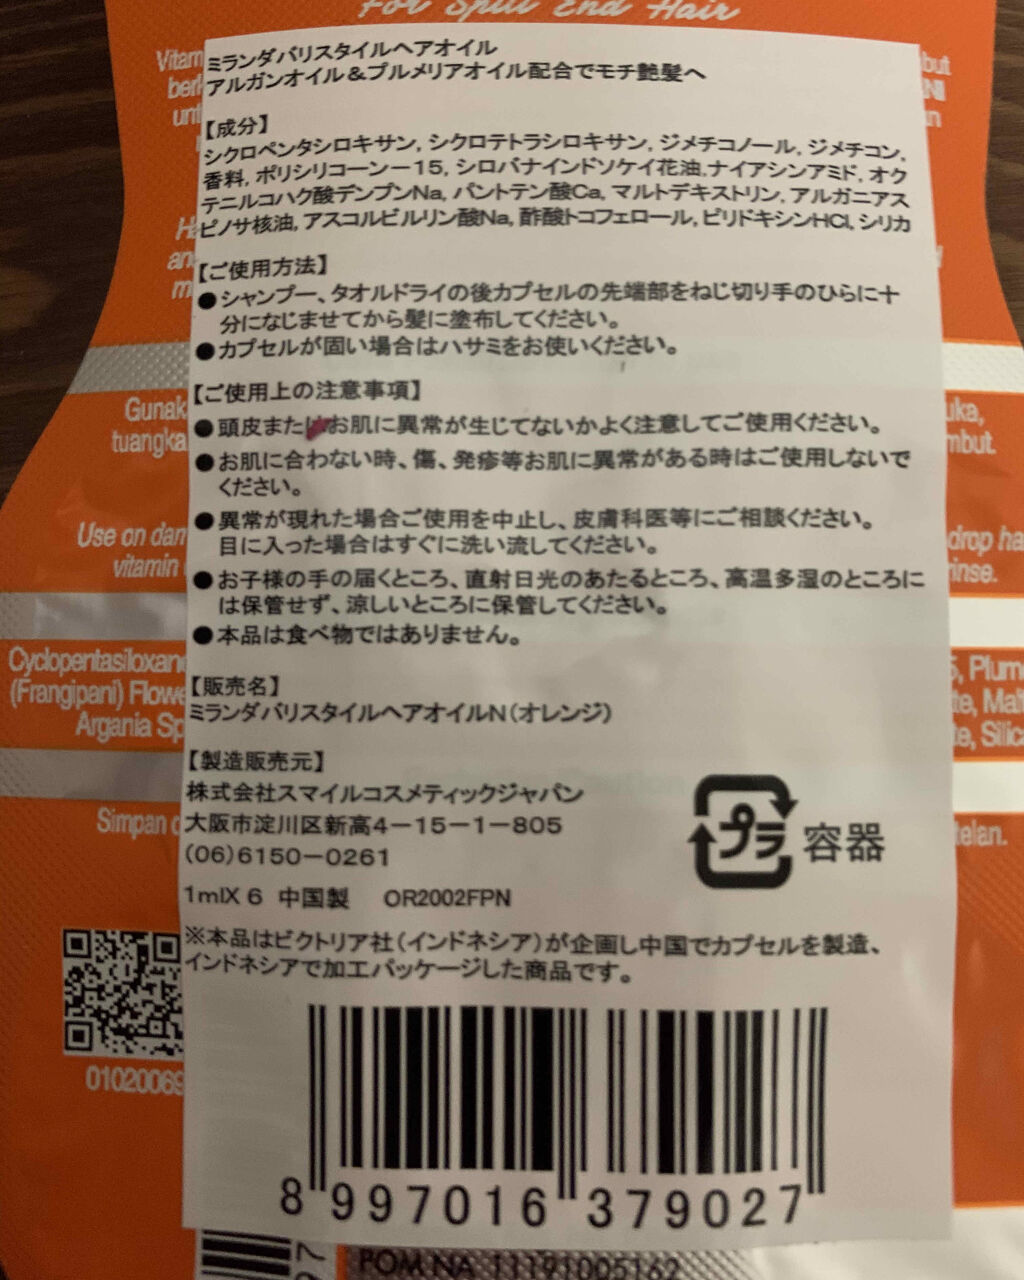 For Split End Hair
ミランダバリスタイルヘアオイル
アルガンオイル＆プルメリアオイル配合でモチ艶髪へ
【成分】
シクロペンタシロキサン, シクロテトラシロキサン, ジメチコノール, ジメチコン,
香料, ポリシリコーンー15, シロバナインドソケイ花油,ナイアシンアミド, オク
テニルコハク酸デンプンNa, パントテン酸Ca, マルトデキストリン, アルガニアス
ピノサ核油, アスコルビルリン酸Na, 酢酸トコフェロール, ピリドキシンHCl, シリカ
【ご使用方法】
●シャンプー、タオルドライの後カプセルの先端部をねじ切り手のひらに十
分になじませてから髪に塗布してください。
●カプセルが固い場合はハサミをお使いください。
【ご使用上の注意事項】
●頭皮またはお肌に異常が生じてないかよく注意してご使用ください。
●お肌に合わない時、傷、発疹等お肌に異常がある時はご使用しないで
ください。
●異常が現れた場合ご使用を中止し、皮膚科医等にご相談ください。
目に入った場合はすぐに洗い流してください。
●お子様の手の届くところ、直射日光のあたるところ、高温多湿のところに
は保管せず、涼しいところに保管してください。
●本品は食べ物ではありません。
【販売名】
ミランダバリスタイルヘアオイルN（オレンジ）
【製造販売元】
株式会社スマイルコスメティックジャパン
大阪市淀川区新高4－15－1－805
（06）6150－0261
1mlX 6 中国製 OR2002FPN
プラ 容器
※本品はビクトリア社（インドネシア）が企画し中国でカプセルを製造、
インドネシアで加工パッケージした商品です。
8 997016 379027
Vitam
Gunak
tuangka
Use on dam
vitamin
drop ha
rinse.
Cyclopentasiloxan
(Frangipani) Flowe
Argania Sp
Simpan
telan.
0102006
POM NA 11191005162